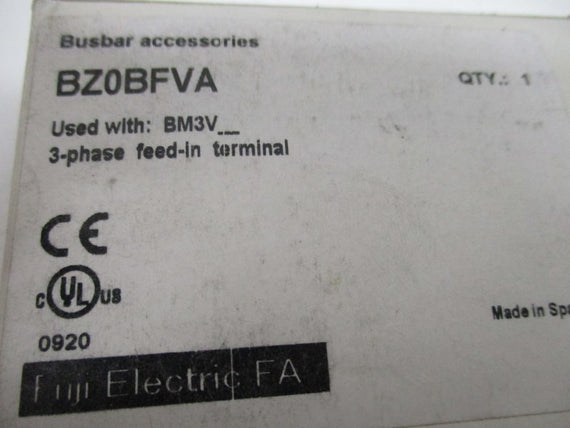 Busbar accessories
BZ0BFVA
QTY.: 1
Used with: BM3V__
3-phase feed-in terminal
CE
c UL us
Made in Spa
0920
Fuji Electric FA